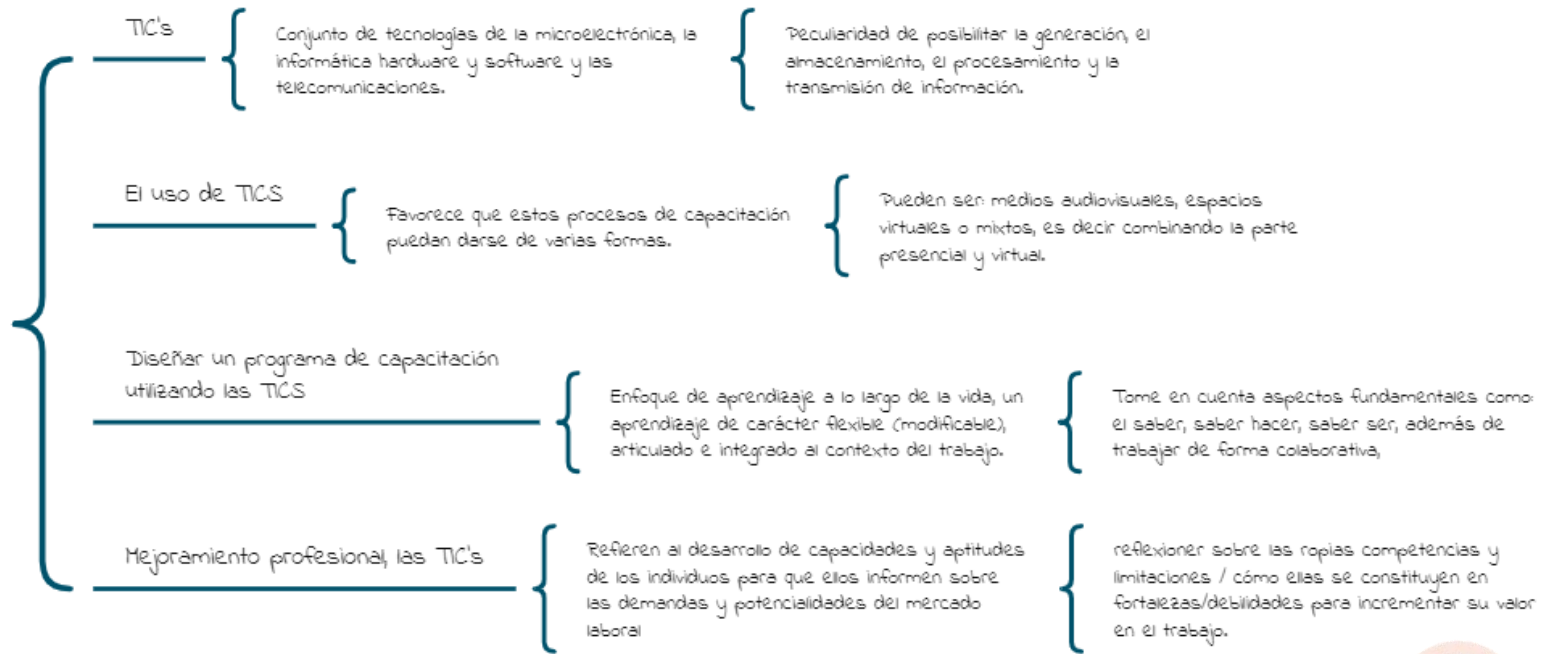 TIC's
Conjunto de tecnologías de la microelectrónica, la
informática hardware y software y las
telecomunicaciones.
Peculiaridad de posibilitar la generación, el
almacenamiento, el procesamiento y la
transmisión de información.
El uso de TICS
Favorece que estos procesos de capacitación
puedan darse de varias formas.
Pueden ser: medios audiovisuales, espacios
virtuales o mixtos, es decir combinando la parte
presencial y virtual.
Diseñar un programa de capacitación
utilizando las TICS
Enfoque de aprendizaje a lo largo de la vida, un
aprendizaje de carácter flexible (modificable),
articulado e integrado al contexto del trabajo.
Tome en cuenta aspectos fundamentales como:
el saber, saber hacer, saber ser, además de
trabajar de forma colaborativa,
Mejoramiento profesional, las TIC's
Refieren al desarrollo de capacidades y aptitudes
de los individuos para que ellos informen sobre
las demandas y potencialidades del mercado
laboral
reflexioner sobre las ropias competencias y
limitaciones / cómo ellas se constituyen en
fortalezas/debilidades para incrementar su valor
en el trabajo.